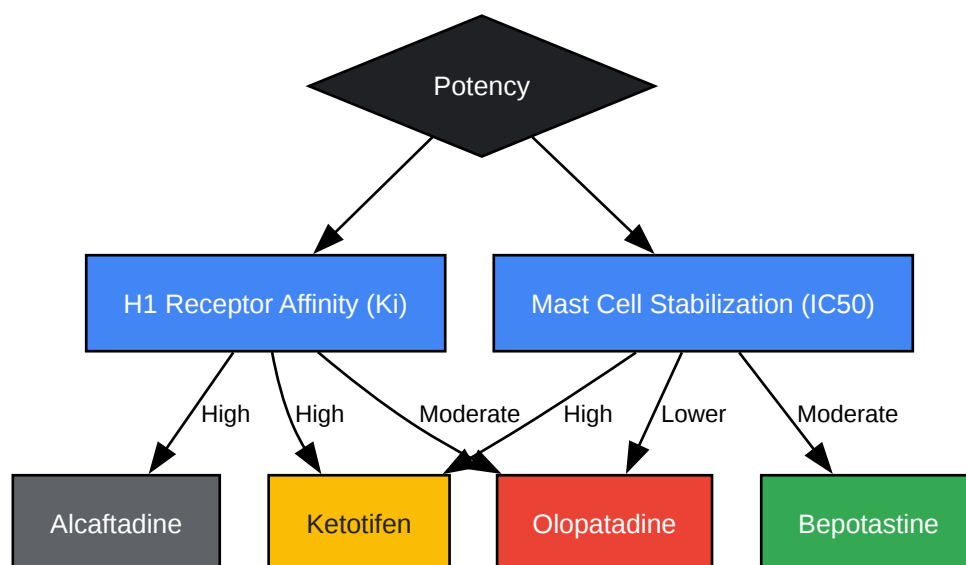 Potency
H1 Receptor Affinity (Ki)
Mast Cell Stabilization (IC50)
High
High
Moderate
High
Lower
Moderate
Alcaftadine
Ketotifen
Olopatadine
Bepotastine